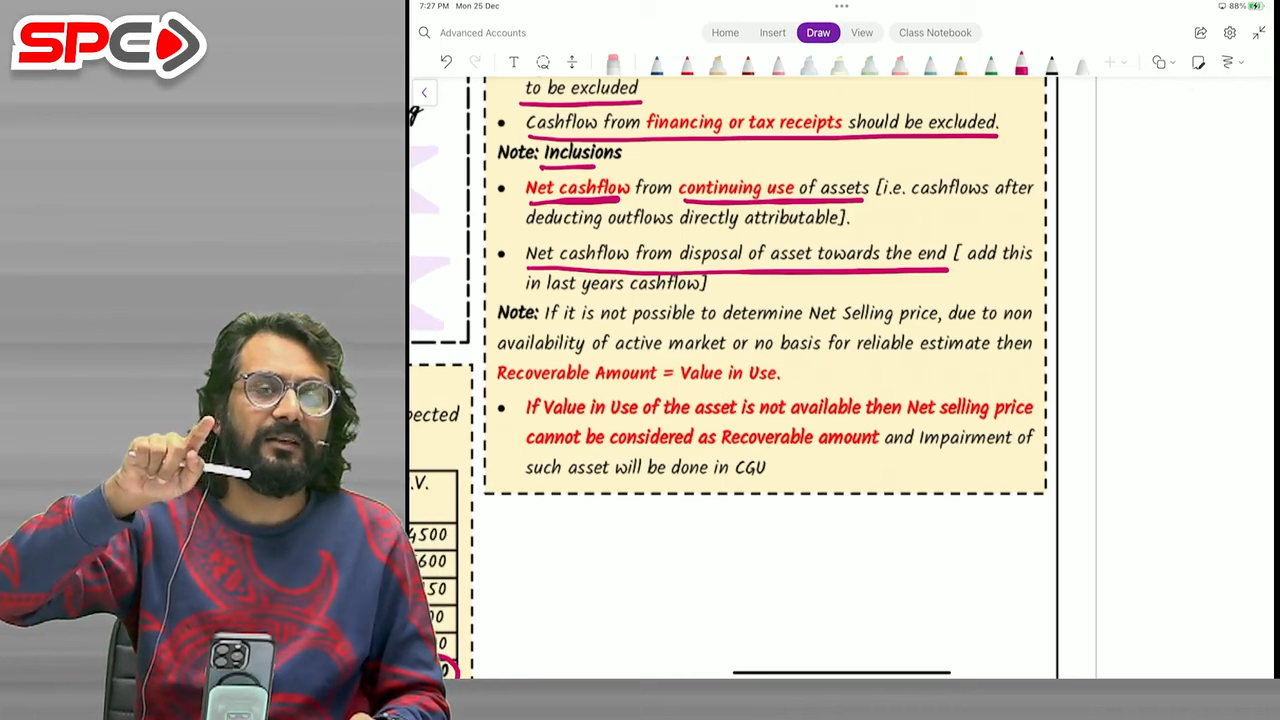 SPC
7:27 PM Mon 25 Dec
88%
Advanced Accounts
Home Insert Draw View Class Notebook
to be excluded
• Cashflow from financing or tax receipts should be excluded.
Note: Inclusions
• Net cashflow from continuing use of assets [i.e. cashflows after
deducting outflows directly attributable].
• Net cashflow from disposal of asset towards the end [ add this
in last years cashflow]
Note: If it is not possible to determine Net Selling price, due to non
availability of active market or no basis for reliable estimate then
Recoverable Amount = Value in Use.
• If Value in Use of the asset is not available then Net selling price
cannot be considered as Recoverable amount and Impairment of
such asset will be done in CGU
pected
.V.
4500
600
50
00
0
0